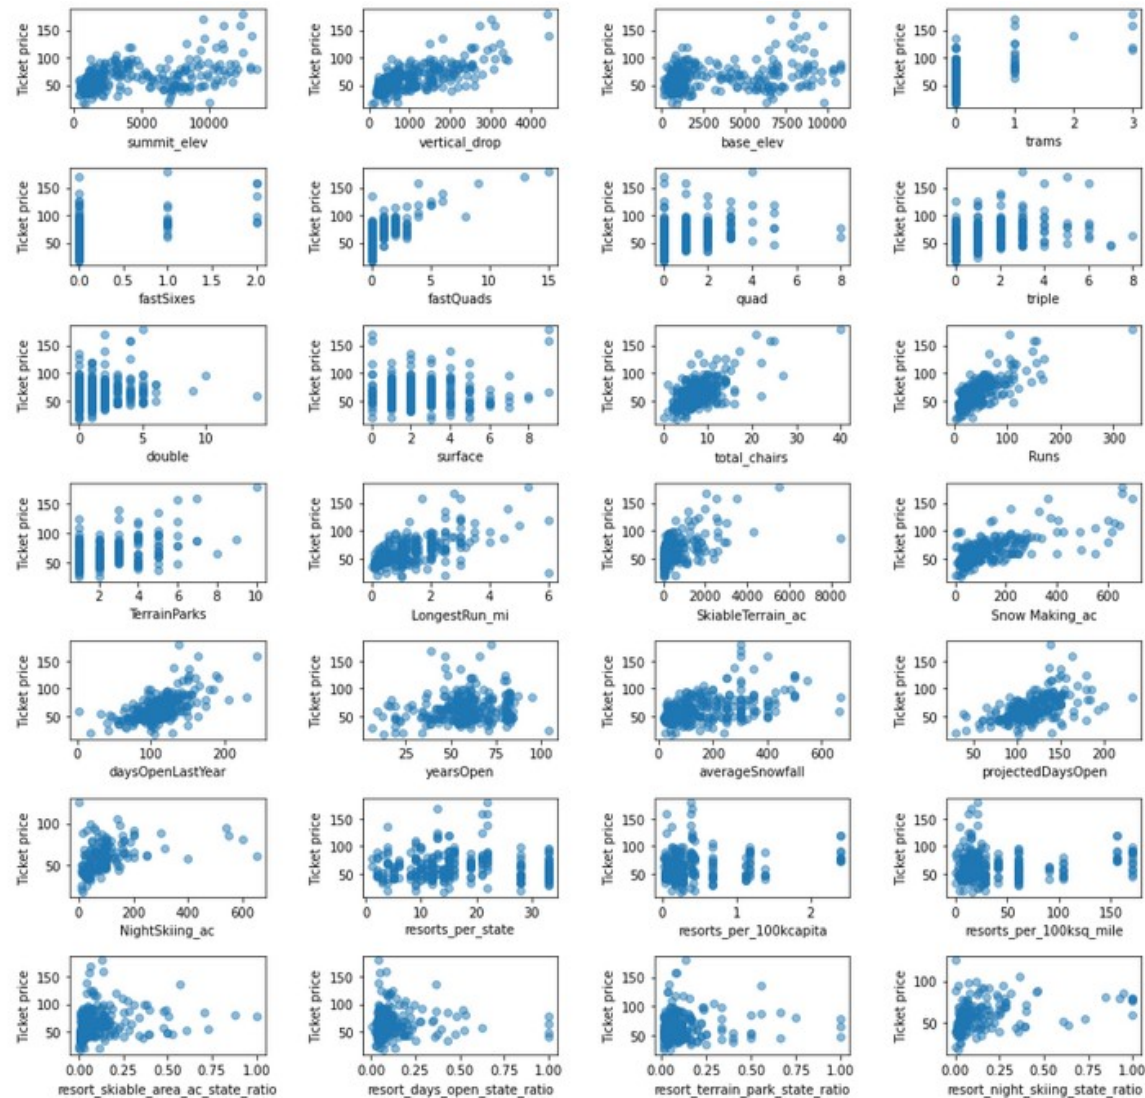 Ticket price
150
100
50
5000 10000
summit_elev
Ticket price
150
100
50
0 1000 2000 3000 4000
vertical_drop
Ticket price
150
100
50
0 2500 5000 7500 10000
base_elev
Ticket price
150
100
50
0 1 2 3
trams
Ticket price
150
100
50
0.0 0.5 1.0 1.5 2.0
fastSixes
Ticket price
150
100
50
0 5 10 15
fastQuads
Ticket price
150
100
50
0 2 4 6 8
quad
Ticket price
150
100
50
0 2 4 6 8
triple
Ticket price
150
100
50
0 5 10
double
Ticket price
150
100
50
0 2 4 6 8
surface
Ticket price
150
100
50
0 10 20 30 40
total_chairs
Ticket price
150
100
50
0 100 200 300
Runs
Ticket price
150
100
50
2 4 6 8 10
TerrainParks
Ticket price
150
100
50
0 2 4 6
LongestRun_mi
Ticket price
150
100
50
0 2000 4000 6000 8000
SkiableTerrain_ac
Ticket price
150
100
50
0 200 400 600
Snow Making_ac
Ticket price
150
100
50
0 100 200
daysOpenLastYear
Ticket price
150
100
50
25 50 75 100
yearsOpen
Ticket price
150
100
50
0 200 400 600
averageSnowfall
Ticket price
150
100
50
50 100 150 200
projectedDaysOpen
Ticket price
100
50
0 200 400 600
NightSkiing_ac
Ticket price
150
100
50
0 10 20 30
resorts_per_state
Ticket price
150
100
50
0 1 2
resorts_per_100kcapita
Ticket price
150
100
50
0 50 100 150
resorts_per_100ksq_mile
Ticket price
150
100
50
0.00 0.25 0.50 0.75 1.00
resort_skiable_area_ac_state_ratio
Ticket price
150
100
50
0.00 0.25 0.50 0.75 1.00
resort_days_open_state_ratio
Ticket price
150
100
50
0.00 0.25 0.50 0.75 1.00
resort_terrain_park_state_ratio
Ticket price
100
50
0.00 0.25 0.50 0.75 1.00
resort_night_skiing_state_ratio